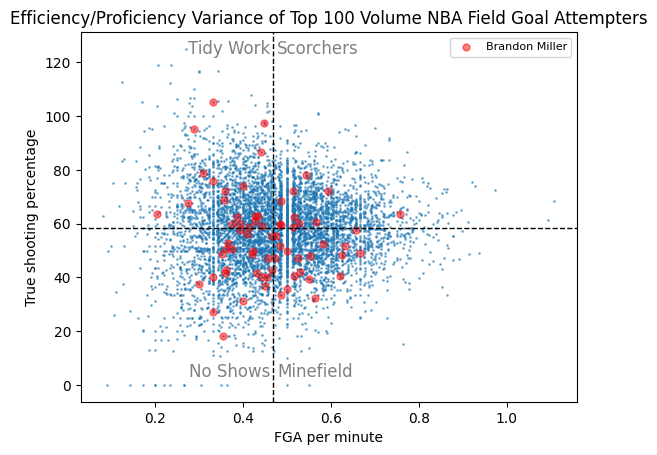 Efficiency/Proficiency Variance of Top 100 Volume NBA Field Goal Attempters
Tidy Work Scorchers
Brandon Miller
120
100
80
60
40
20
0
True shooting percentage
No Shows Minefield
0.2 0.4 0.6 0.8 1.0
FGA per minute